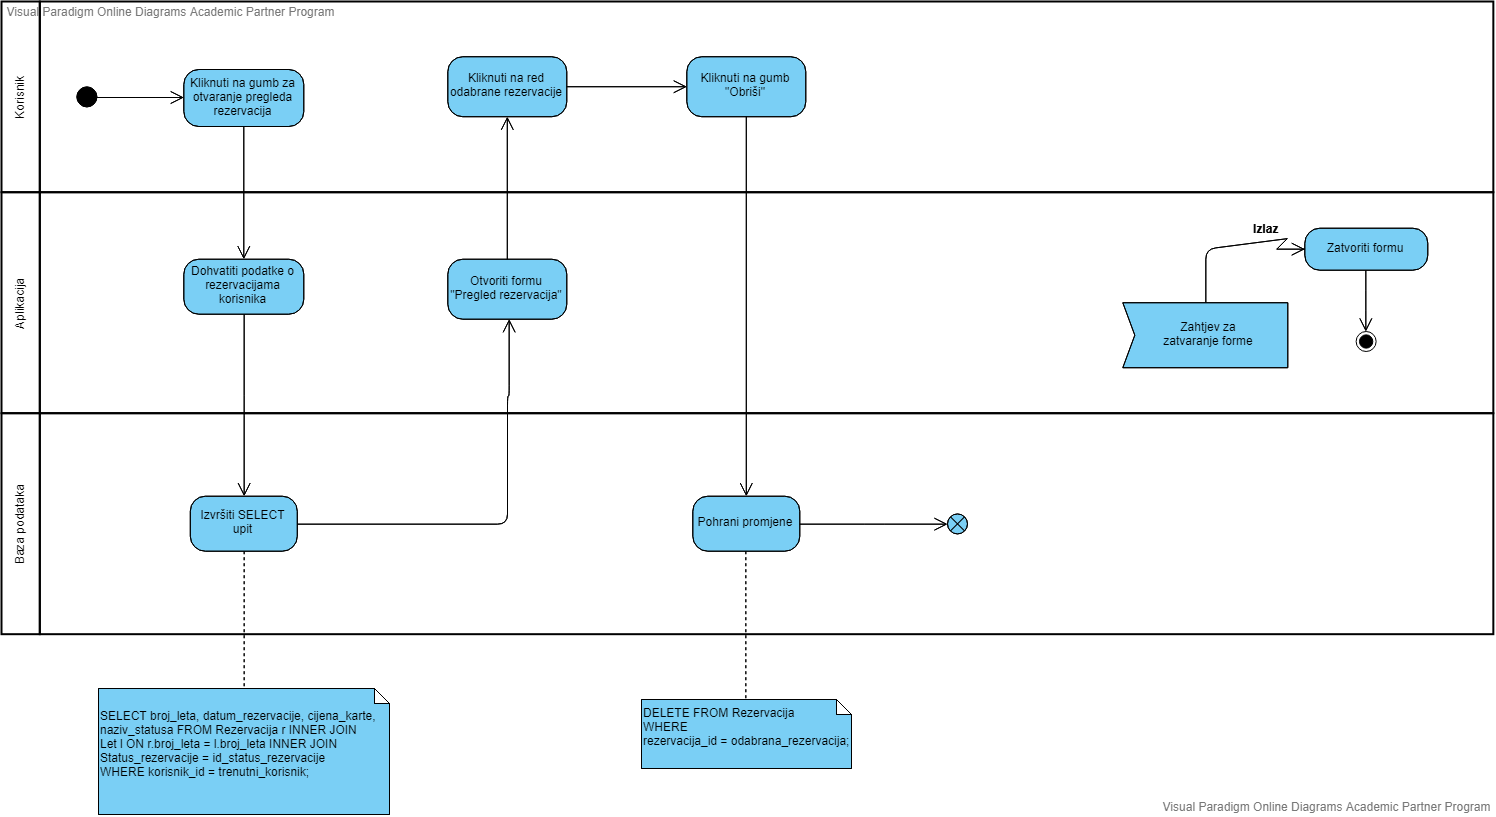 Visual Paradigm Online Diagrams Academic Partner Program
Korisnik
Kliknuti na gumb za
otvaranje pregleda
rezervacija
Kliknuti na red
odabrane rezervacije
Kliknuti na gumb
"Obriši"
Aplikacija
Dohvatiti podatke o
rezervacijama
korisnika
Otvoriti formu
"Pregled rezervacija"
Izlaz
Zatvoriti formu
Zahtjev za
zatvaranje forme
Baza podataka
Izvršiti SELECT
upit
Pohrani promjene
SELECT broj_leta, datum_rezervacije, cijena_karte,
naziv_statusa FROM Rezervacija r INNER JOIN
Let l ON r.broj_leta = l.broj_leta INNER JOIN
Status_rezervacije = id_status_rezervacije
WHERE korisnik_id = trenutni_korisnik;
DELETE FROM Rezervacija
WHERE
rezervacija_id = odabrana_rezervacija;
Visual Paradigm Online Diagrams Academic Partner Program